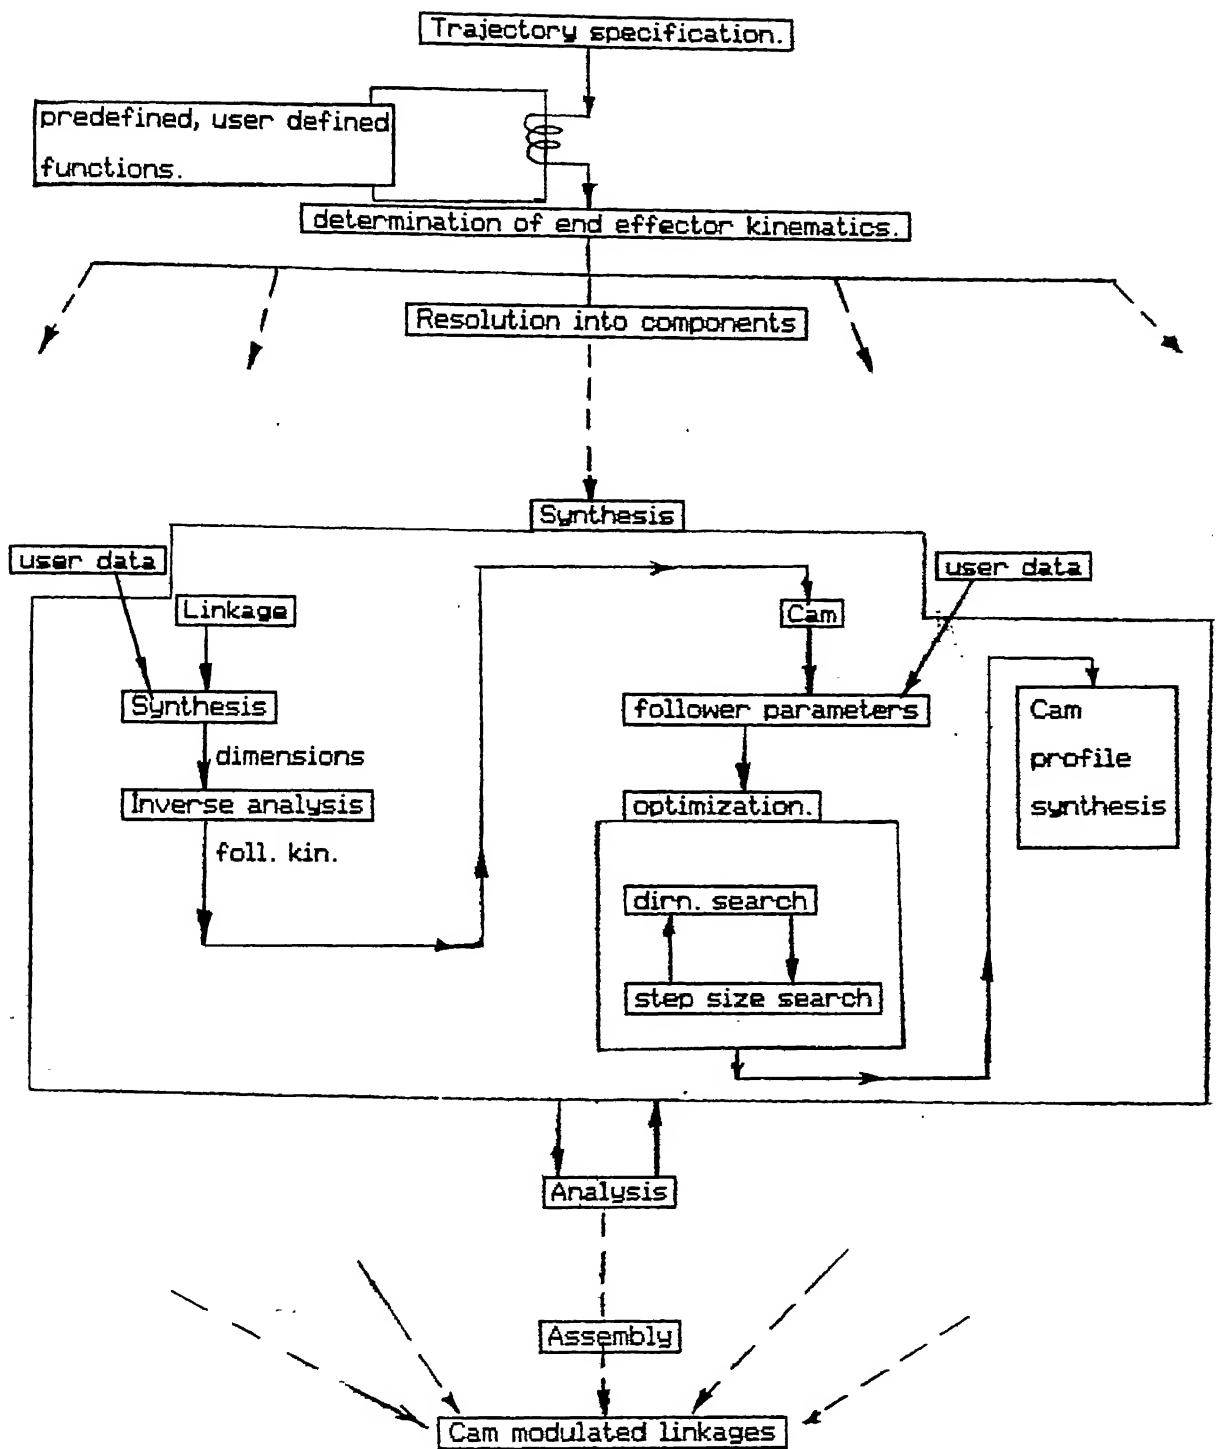 Trajectory specification.
predefined, user defined
functions.
determination of end effector kinematics.
Resolution into components
Synthesis
user data
user data
Linkage
Cam
Synthesis
follower parameters
Cam
profile
synthesis
dimensions
Inverse analysis
optimization.
foll. kin.
dirn. search
step size search
Analysis
Assembly
Cam modulated linkages